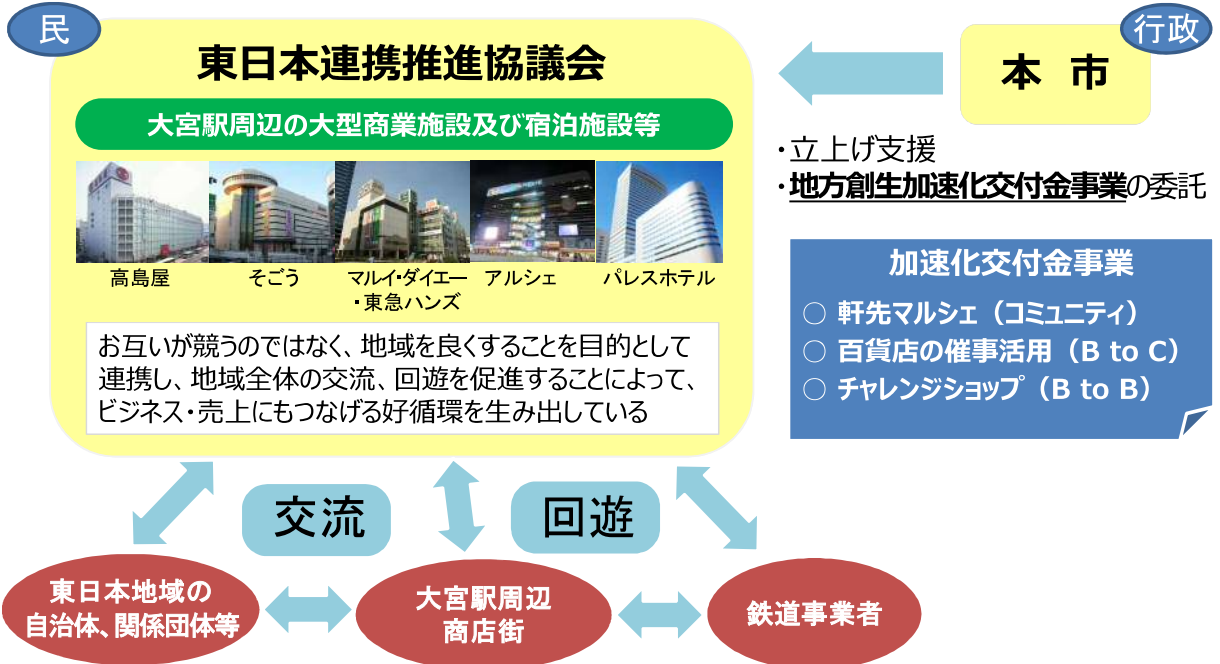 民
行政
東日本連携推進協議会
本 市
大宮駅周辺の大型商業施設及び宿泊施設等
・立上げ支援
・地方創生加速化交付金事業の委託
高島屋
そごう
マルイ・ダイエー
・東急ハンズ
アルシェ
パレスホテル
お互いが競うのではなく、地域を良くすることを目的として
連携し、地域全体の交流、回遊を促進することによって、
ビジネス・売上にもつなげる好循環を生み出している
加速化交付金事業
○ 軒先マルシェ（コミュニティ）
○ 百貨店の催事活用（B to C）
○ チャレンジショップ（B to B）
交流
回遊
東日本地域の
自治体、関係団体等
大宮駅周辺
商店街
鉄道事業者